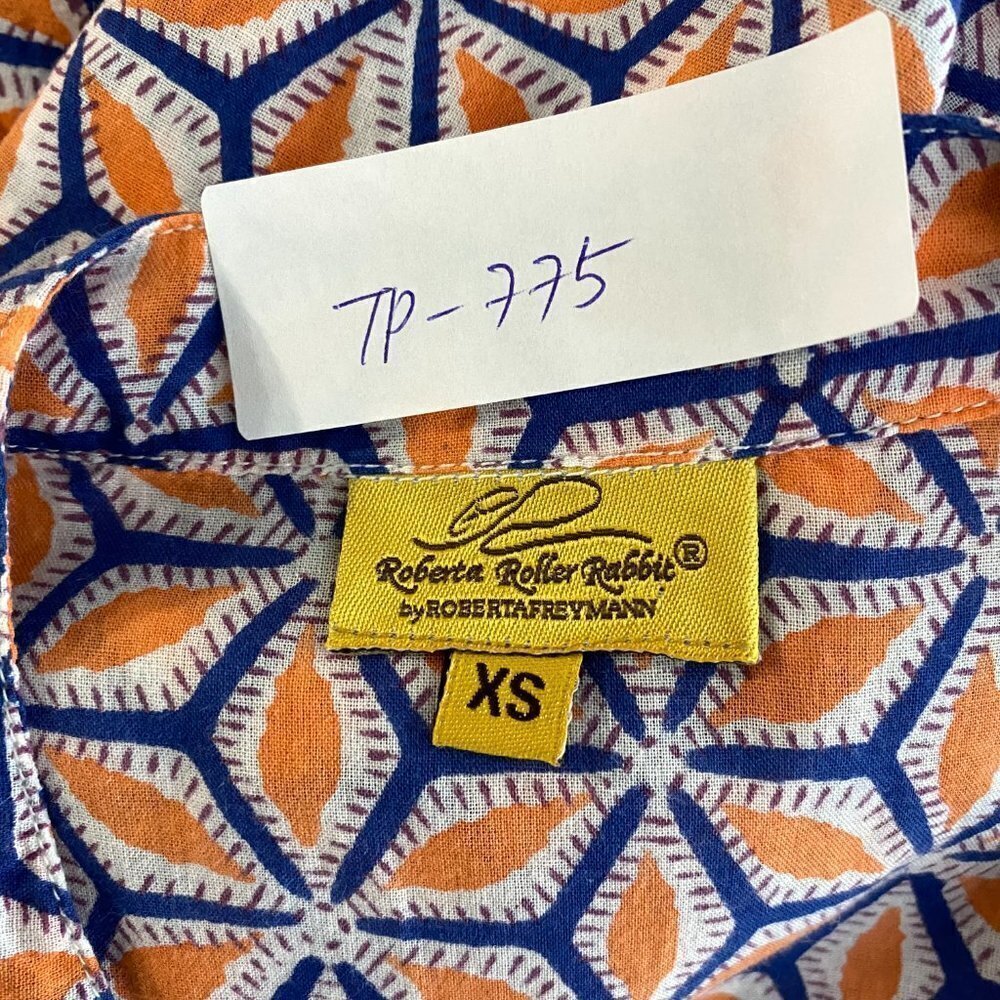 TP-775
Roberta Roller Rabbit®
by ROBERTAFREYMANN
XS